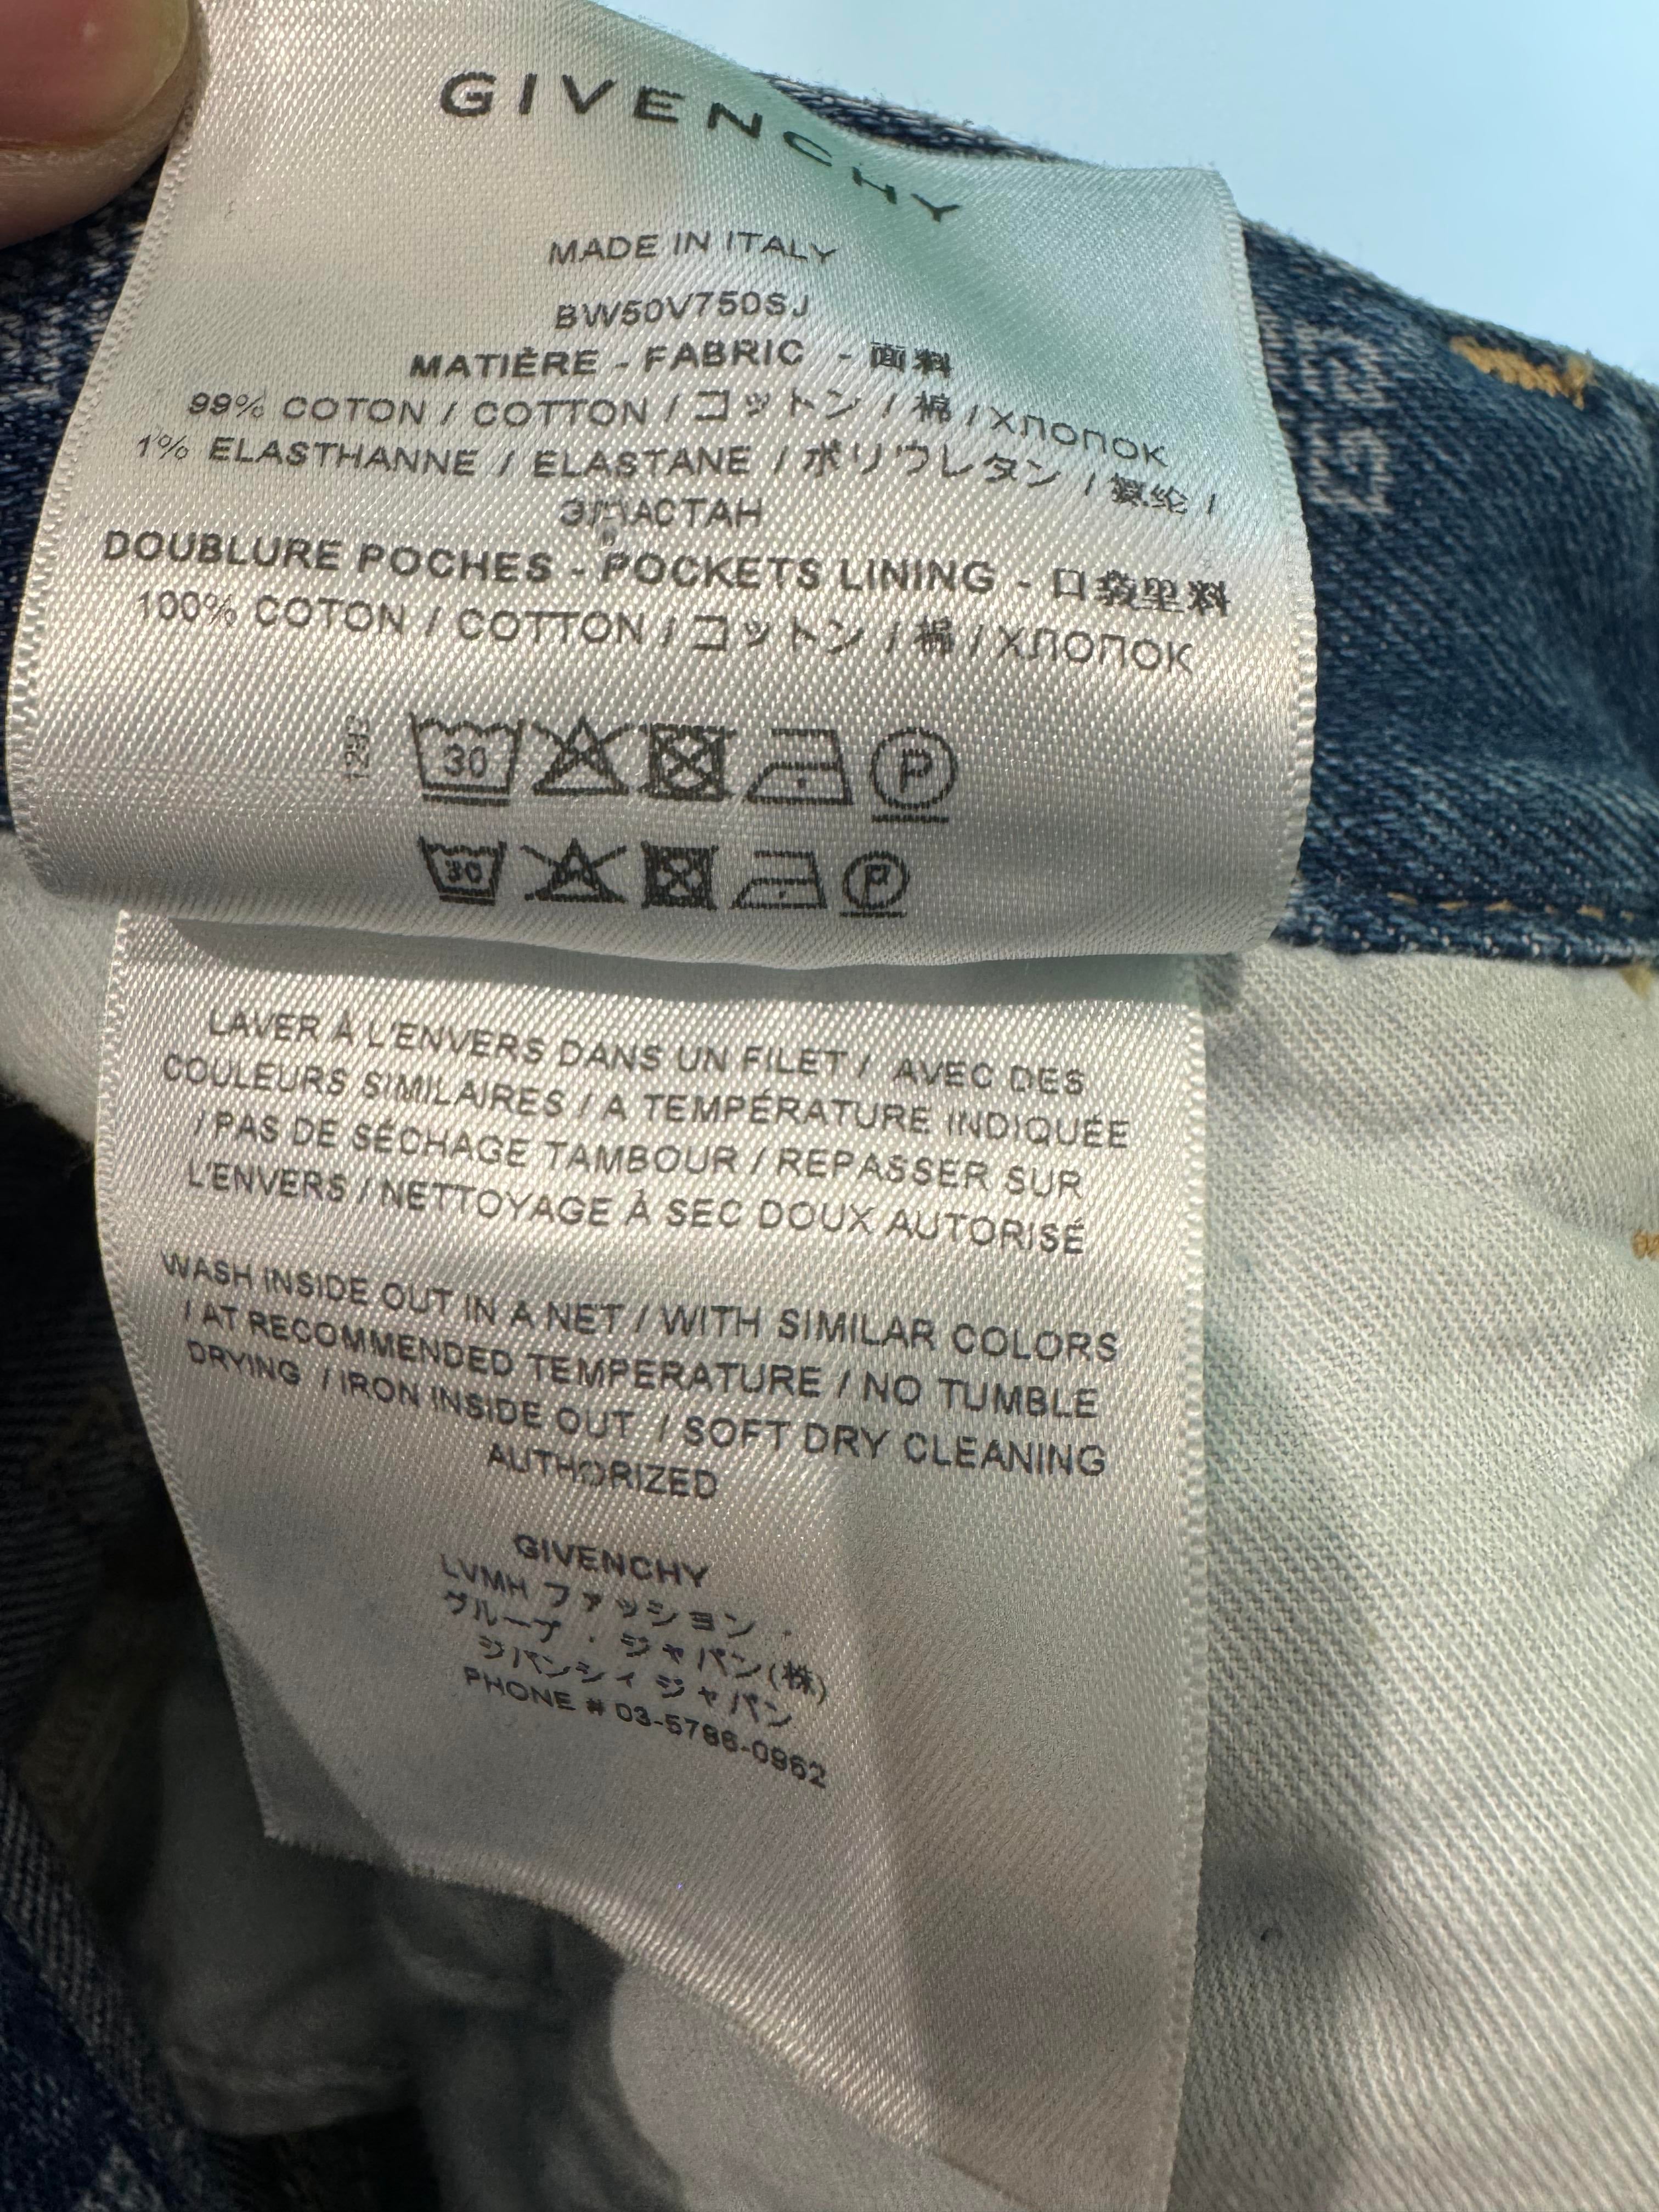 GIVENCHY
MADE IN ITALY
BW50V750SJ
MATIÈRE - FABRIC - 面料
99% COTON / COTTON / コットン / 棉 / ХЛОПОК
1% ELASTHANNE / ELASTANE / ポリウレタン / 氨纶 /
ЭЛАСТАН
DOUBLURE POCHES - POCKETS LINING - 口袋里料
100% COTON / COTTON / コットン / 棉 / ХЛОПОК
1293
30 P
30 P
LAVER À L'ENVERS DANS UN FILET / AVEC DES
COULEURS SIMILAIRES / A TEMPÉRATURE INDIQUÉE
/ PAS DE SÉCHAGE TAMBOUR / REPASSER SUR
L'ENVERS / NETTOYAGE À SEC DOUX AUTORISÉ
WASH INSIDE OUT IN A NET / WITH SIMILAR COLORS
/ AT RECOMMENDED TEMPERATURE / NO TUMBLE
DRYING / IRON INSIDE OUT / SOFT DRY CLEANING
AUTHORIZED
GIVENCHY
LVMH ファッション ·
グループ · ジャパン(株)
ジバンシィ ジャパン
PHONE # 03-5786-0962